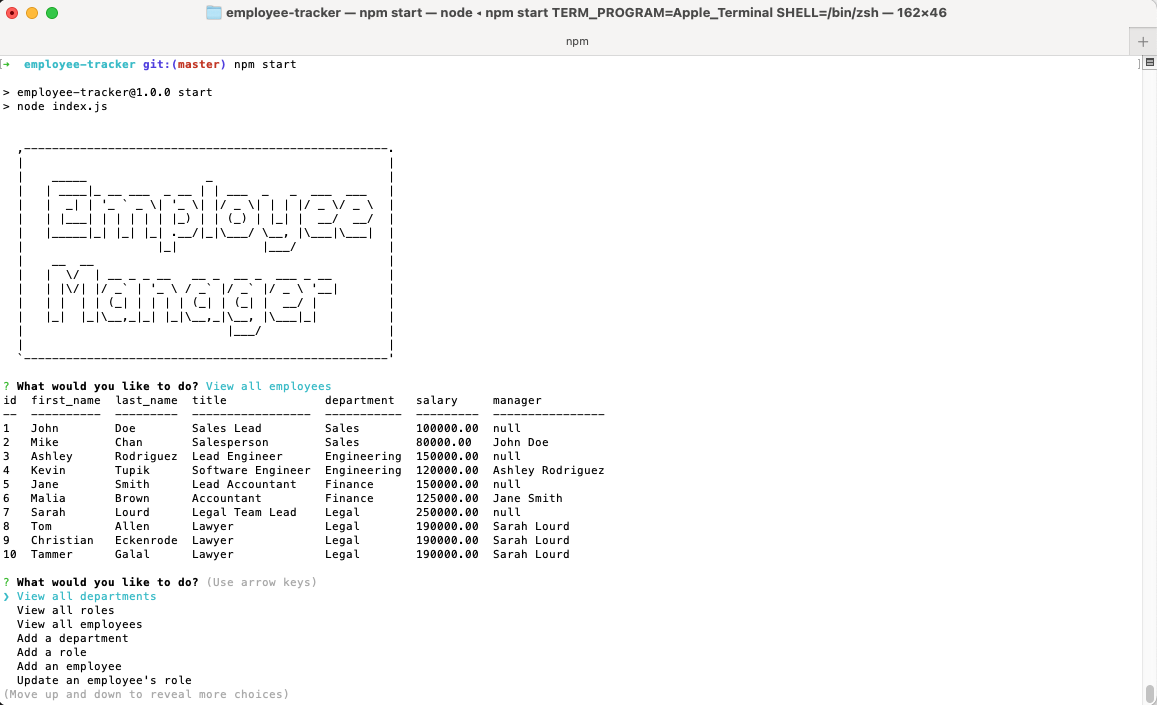 employee-tracker — npm start — node ◂ npm start TERM_PROGRAM=Apple_Terminal SHELL=/bin/zsh — 162×46
npm
→ employee-tracker git:(master) npm start
> employee-tracker@1.0.0 start
> node index.js
Employee
Manager
? What would you like to do? View all employees
id first_name last_name title department salary manager
-- ---------- --------- ----------------- ----------- --------- ----------------
1 John Doe Sales Lead Sales 100000.00 null
2 Mike Chan Salesperson Sales 80000.00 John Doe
3 Ashley Rodriguez Lead Engineer Engineering 150000.00 null
4 Kevin Tupik Software Engineer Engineering 120000.00 Ashley Rodriguez
5 Jane Smith Lead Accountant Finance 150000.00 null
6 Malia Brown Accountant Finance 125000.00 Jane Smith
7 Sarah Lourd Legal Team Lead Legal 250000.00 null
8 Tom Allen Lawyer Legal 190000.00 Sarah Lourd
9 Christian Eckenrode Lawyer Legal 190000.00 Sarah Lourd
10 Tammer Galal Lawyer Legal 190000.00 Sarah Lourd
? What would you like to do? (Use arrow keys)
❯ View all departments
View all roles
View all employees
Add a department
Add a role
Add an employee
Update an employee's role
(Move up and down to reveal more choices)